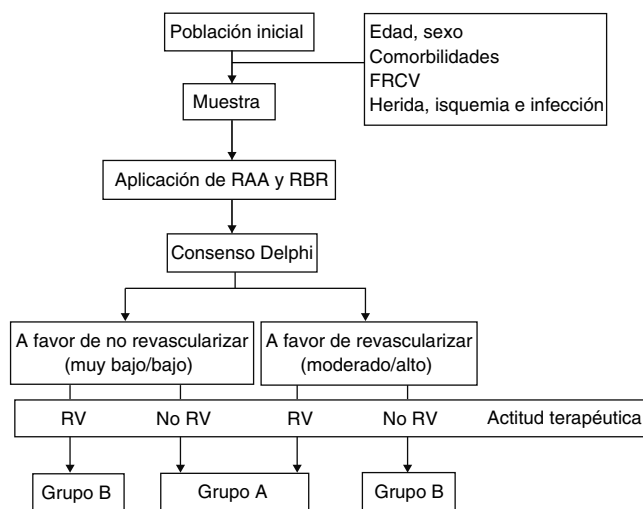 Población inicial
Edad, sexo
Comorbilidades
FRCV
Herida, isquemia e infección
Muestra
Aplicación de RAA y RBR
Consenso Delphi
A favor de no revascularizar
(muy bajo/bajo)
A favor de revascularizar
(moderado/alto)
RV No RV RV No RV Actitud terapéutica
Grupo B Grupo A Grupo B